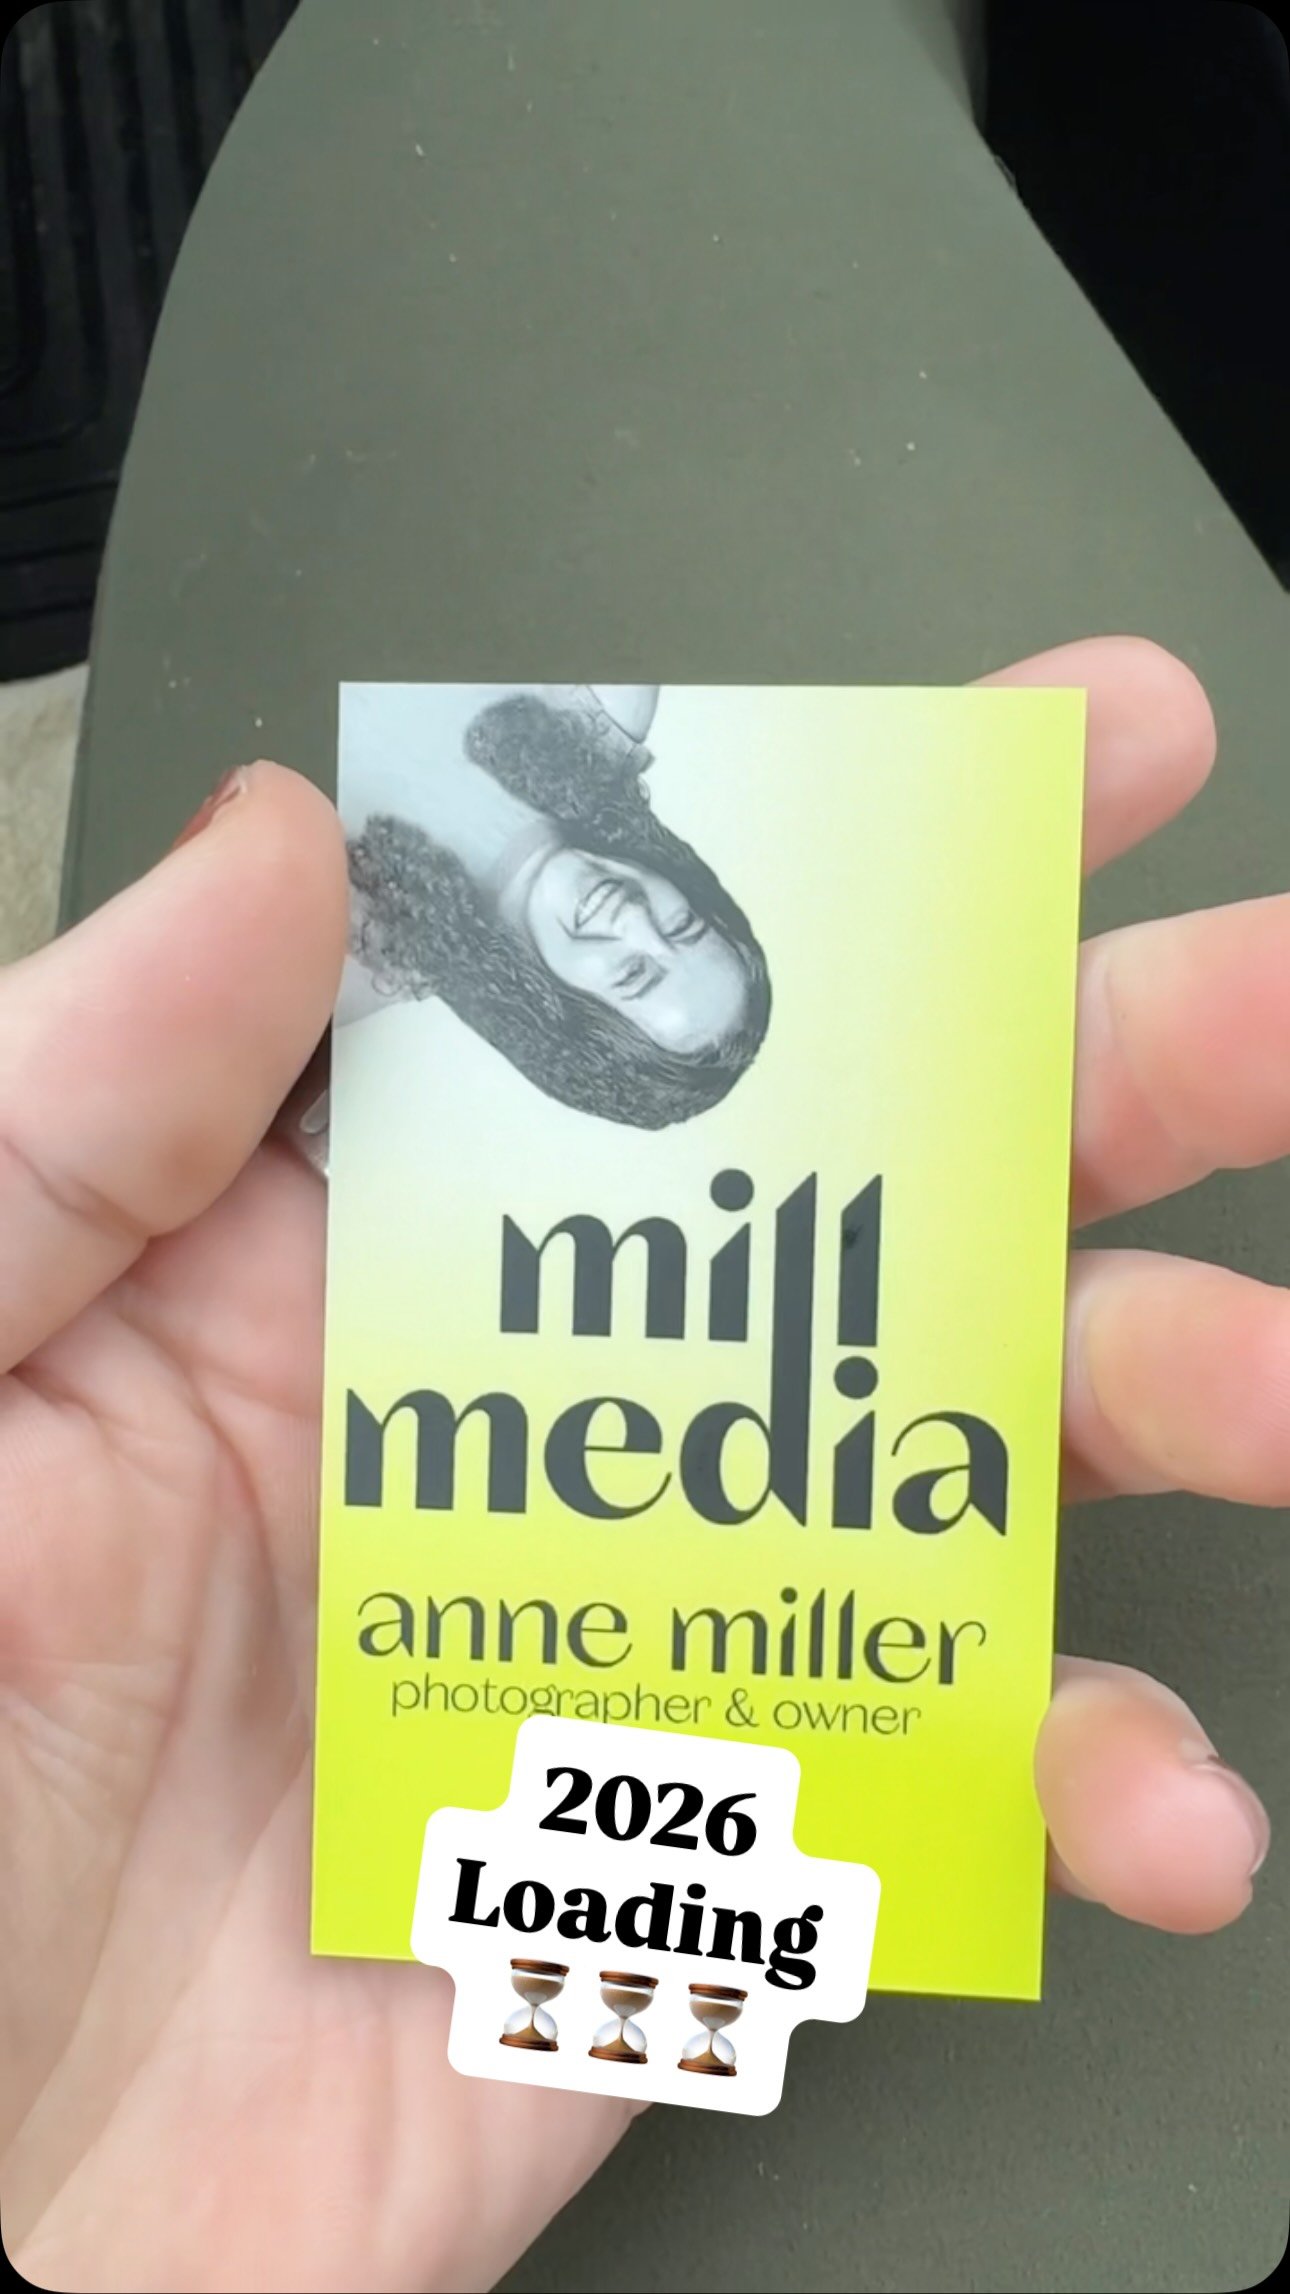 mill
media
anne miller
photographer & owner
2026
Loading
⏳⏳⏳